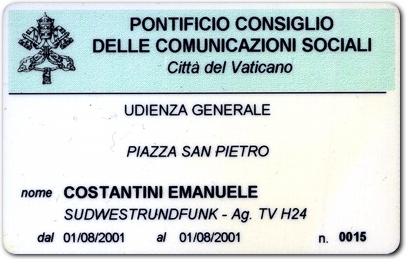 PONTIFICIO CONSIGLIO
DELLE COMUNICAZIONI SOCIALI
Città del Vaticano
UDIENZA GENERALE
PIAZZA SAN PIETRO
nome COSTANTINI EMANUELE
SUDWESTRUNDFUNK - Ag. TV H24
dal 01/08/2001 al 01/08/2001 n. 0015